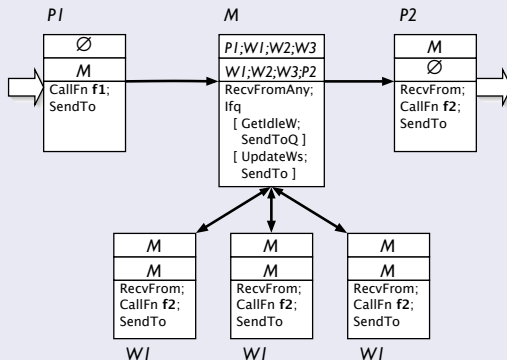 P1
M
P2
∅
M
CallFn f1;
SendTo
P1;W1;W2;W3
W1;W2;W3;P2
RecvFromAny;
Ifq
[ GetIdleW;
SendToQ ]
[ UpdateWs;
SendTo ]
M
∅
RecvFrom;
CallFn f2;
SendTo
M
M
RecvFrom;
CallFn f2;
SendTo
W1
M
M
RecvFrom;
CallFn f2;
SendTo
W1
M
M
RecvFrom;
CallFn f2;
SendTo
W1